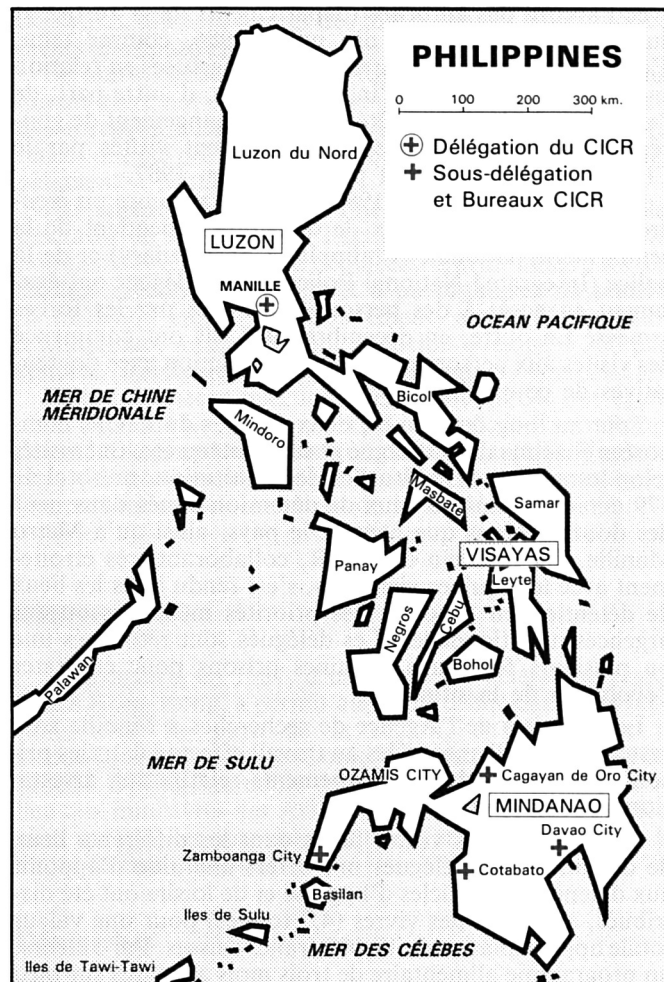 PHILIPPINES
0 100 200 300 km.
Délégation du CICR
Sous-délégation
et Bureaux CICR
Luzon du Nord
LUZON
MANILLE
OCEAN PACIFIQUE
MER DE CHINE
MÉRIDIONALE
Bicol
Mindoro
Masbate
Samar
VISAYAS
Panay
Leyte
Negros
Cebu
Bohol
Palawan
MER DE SULU
OZAMIS CITY
Cagayan de Oro City
MINDANAO
Davao City
Zamboanga City
Cotabato
Basilan
Iles de Sulu
MER DES CÉLÈBES
Iles de Tawi-Tawi